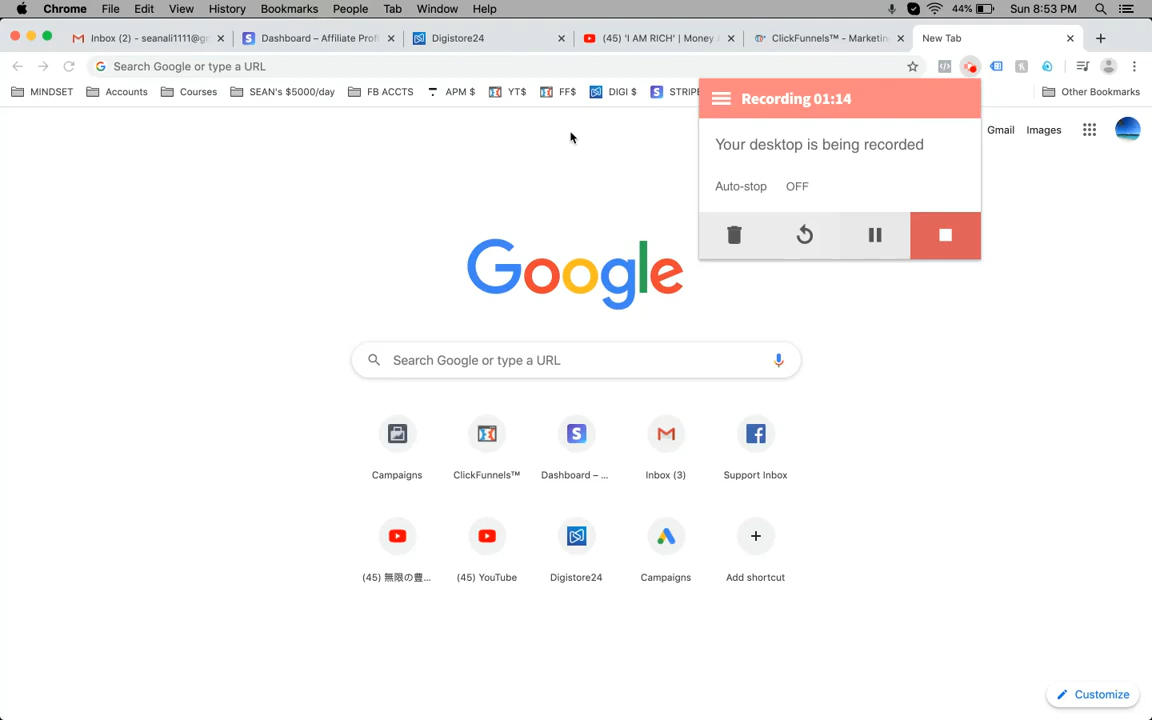 Chrome File Edit View History Bookmarks People Tab Window Help 44% Sun 8:53 PM
Inbox (2) - seanali1111@g Dashboard – Affiliate Prof Digistore24 (45) 'I AM RICH' | Money ClickFunnels™ - Marketin New Tab
Search Google or type a URL
MINDSET Accounts Courses SEAN's $5000/day FB ACCTS APM $ YT$ FF$ DIGI $ STRIPE Other Bookmarks
Recording 01:14
Your desktop is being recorded
Auto-stop OFF
Gmail Images
Google
Search Google or type a URL
Campaigns ClickFunnels™ Dashboard – ... Inbox (3) Support Inbox
(45) 無限の豊... (45) YouTube Digistore24 Campaigns Add shortcut
Customize